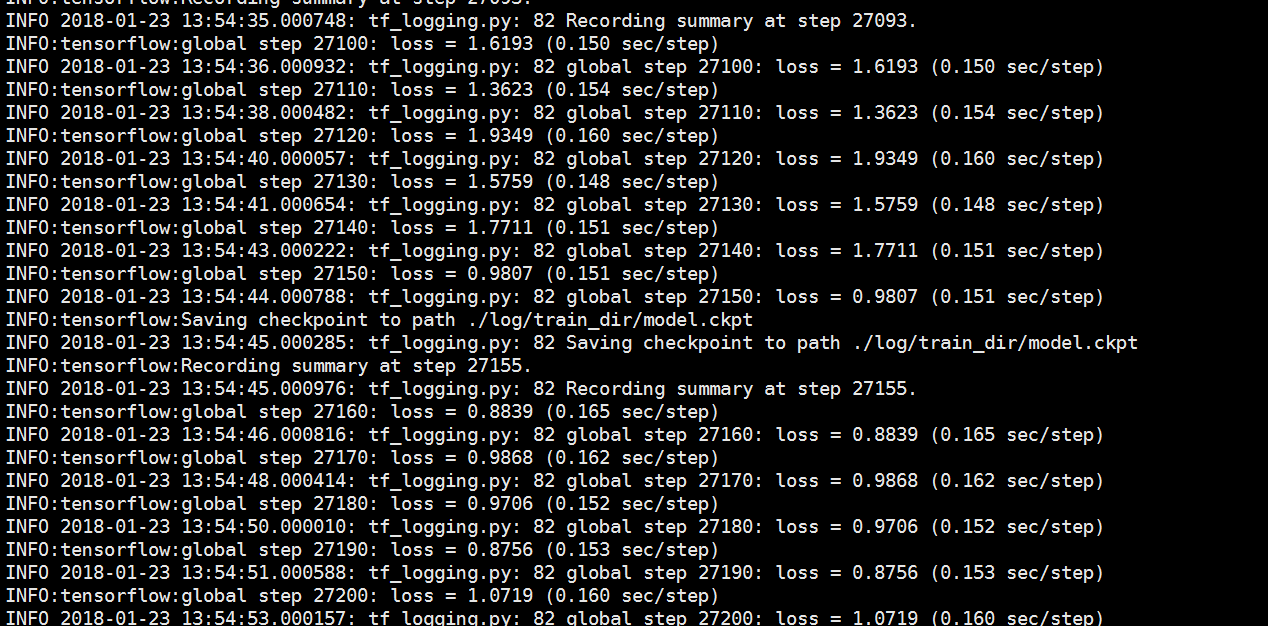 INFO:tensorflow:Recording summary at step 27093.
INFO 2018-01-23 13:54:35.000748: tf_logging.py: 82 Recording summary at step 27093.
INFO:tensorflow:global step 27100: loss = 1.6193 (0.150 sec/step)
INFO 2018-01-23 13:54:36.000932: tf_logging.py: 82 global step 27100: loss = 1.6193 (0.150 sec/step)
INFO:tensorflow:global step 27110: loss = 1.3623 (0.154 sec/step)
INFO 2018-01-23 13:54:38.000482: tf_logging.py: 82 global step 27110: loss = 1.3623 (0.154 sec/step)
INFO:tensorflow:global step 27120: loss = 1.9349 (0.160 sec/step)
INFO 2018-01-23 13:54:40.000057: tf_logging.py: 82 global step 27120: loss = 1.9349 (0.160 sec/step)
INFO:tensorflow:global step 27130: loss = 1.5759 (0.148 sec/step)
INFO 2018-01-23 13:54:41.000654: tf_logging.py: 82 global step 27130: loss = 1.5759 (0.148 sec/step)
INFO:tensorflow:global step 27140: loss = 1.7711 (0.151 sec/step)
INFO 2018-01-23 13:54:43.000222: tf_logging.py: 82 global step 27140: loss = 1.7711 (0.151 sec/step)
INFO:tensorflow:global step 27150: loss = 0.9807 (0.151 sec/step)
INFO 2018-01-23 13:54:44.000788: tf_logging.py: 82 global step 27150: loss = 0.9807 (0.151 sec/step)
INFO:tensorflow:Saving checkpoint to path ./log/train_dir/model.ckpt
INFO 2018-01-23 13:54:45.000285: tf_logging.py: 82 Saving checkpoint to path ./log/train_dir/model.ckpt
INFO:tensorflow:Recording summary at step 27155.
INFO 2018-01-23 13:54:45.000976: tf_logging.py: 82 Recording summary at step 27155.
INFO:tensorflow:global step 27160: loss = 0.8839 (0.165 sec/step)
INFO 2018-01-23 13:54:46.000816: tf_logging.py: 82 global step 27160: loss = 0.8839 (0.165 sec/step)
INFO:tensorflow:global step 27170: loss = 0.9868 (0.162 sec/step)
INFO 2018-01-23 13:54:48.000414: tf_logging.py: 82 global step 27170: loss = 0.9868 (0.162 sec/step)
INFO:tensorflow:global step 27180: loss = 0.9706 (0.152 sec/step)
INFO 2018-01-23 13:54:50.000010: tf_logging.py: 82 global step 27180: loss = 0.9706 (0.152 sec/step)
INFO:tensorflow:global step 27190: loss = 0.8756 (0.153 sec/step)
INFO 2018-01-23 13:54:51.000588: tf_logging.py: 82 global step 27190: loss = 0.8756 (0.153 sec/step)
INFO:tensorflow:global step 27200: loss = 1.0719 (0.160 sec/step)
INFO 2018-01-23 13:54:53.000157: tf_logging.py: 82 global step 27200: loss = 1.0719 (0.160 sec/step)